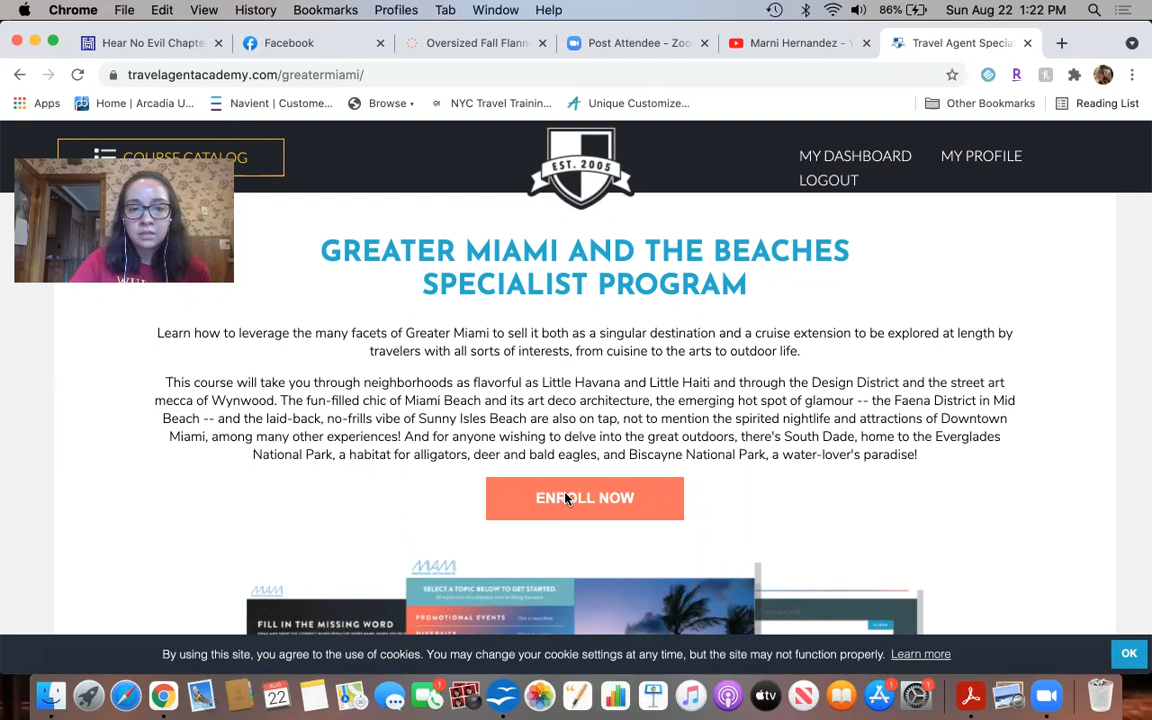 Chrome File Edit View History Bookmarks Profiles Tab Window Help 86% Sun Aug 22 1:22 PM
Hear No Evil Chapte Facebook Oversized Fall Flann Post Attendee - Zoo Marni Hernandez - Y Travel Agent Specia
travelagentacademy.com/greatermiami/
Apps Home | Arcadia U... Navient | Custome... Browse NYC Travel Training... Unique Customize... Other Bookmarks Reading List
COURSE CATALOG
EST. 2005
MY DASHBOARD MY PROFILE
LOGOUT
GREATER MIAMI AND THE BEACHES
SPECIALIST PROGRAM
Learn how to leverage the many facets of Greater Miami to sell it both as a singular destination and a cruise extension to be explored at length by
travelers with all sorts of interests, from cuisine to the arts to outdoor life.
This course will take you through neighborhoods as flavorful as Little Havana and Little Haiti and through the Design District and the street art
mecca of Wynwood. The fun-filled chic of Miami Beach and its art deco architecture, the emerging hot spot of glamour -- the Faena District in Mid
Beach -- and the laid-back, no-frills vibe of Sunny Isles Beach are also on tap, not to mention the spirited nightlife and attractions of Downtown
Miami, among many other experiences! And for anyone wishing to delve into the great outdoors, there's South Dade, home to the Everglades
National Park, a habitat for alligators, deer and bald eagles, and Biscayne National Park, a water-lover's paradise!
ENROLL NOW
MIAMI
MIAMI
SELECT A TOPIC BELOW TO GET STARTED.
FILL IN THE MISSING WORD
PROMOTIONAL EVENTS
By using this site, you agree to the use of cookies. You may change your cookie settings at any time, but the site may not function properly. Learn more OK
AUG
22
1
tv
1
1